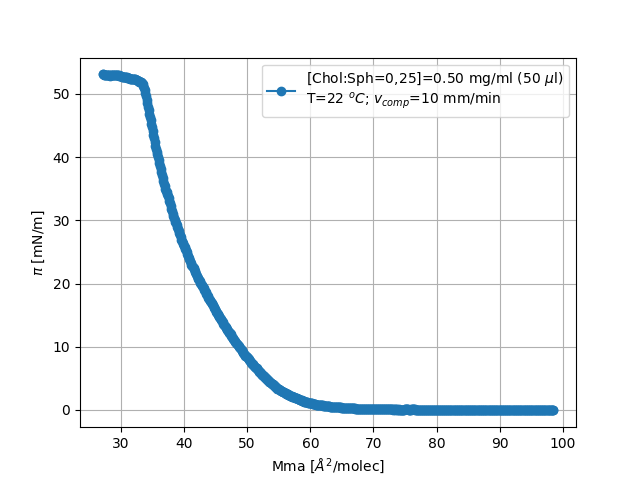 [Chol:Sph=0,25]=0.50 mg/ml (50 μl)
T=22 °C; v_comp=10 mm/min
50
40
30
20
10
0
π [mN/m]
30 40 50 60 70 80 90 100
Mma [Å²/molec]